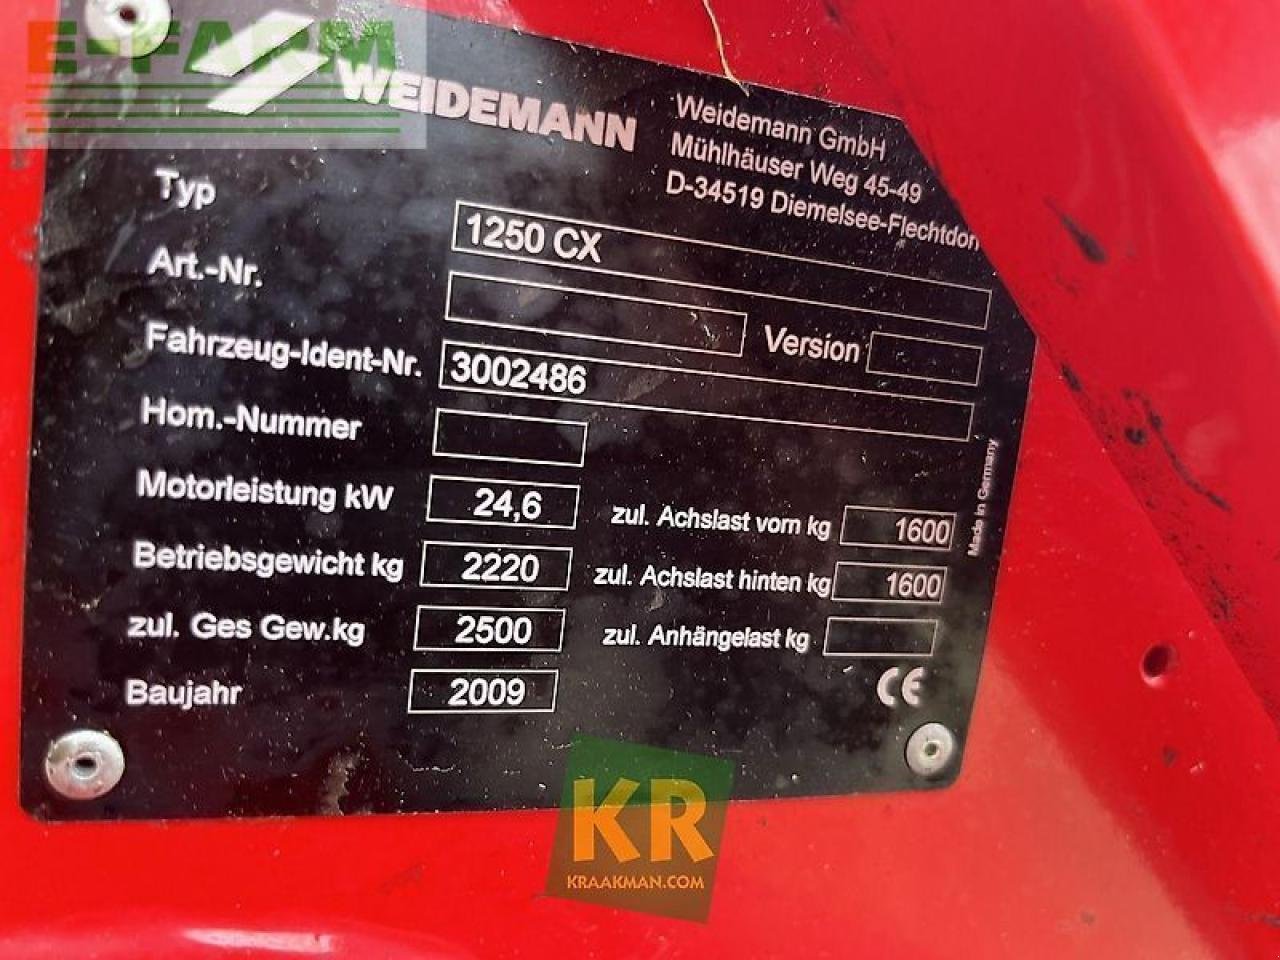 E-FARM
WEIDEMANN
Weidemann GmbH
Mühlhäuser Weg 45-49
D-34519 Diemelsee-Flechtdorf
Typ 1250 CX
Art.-Nr. Version
Fahrzeug-Ident-Nr. 3002486
Hom.-Nummer
Motorleistung kW 24,6 zul. Achslast vorn kg 1600
Betriebsgewicht kg 2220 zul. Achslast hinten kg 1600
zul. Ges Gew.kg 2500 zul. Anhängelast kg
Baujahr 2009 CE
Made in Germany
KR
KRAAKMAN.COM